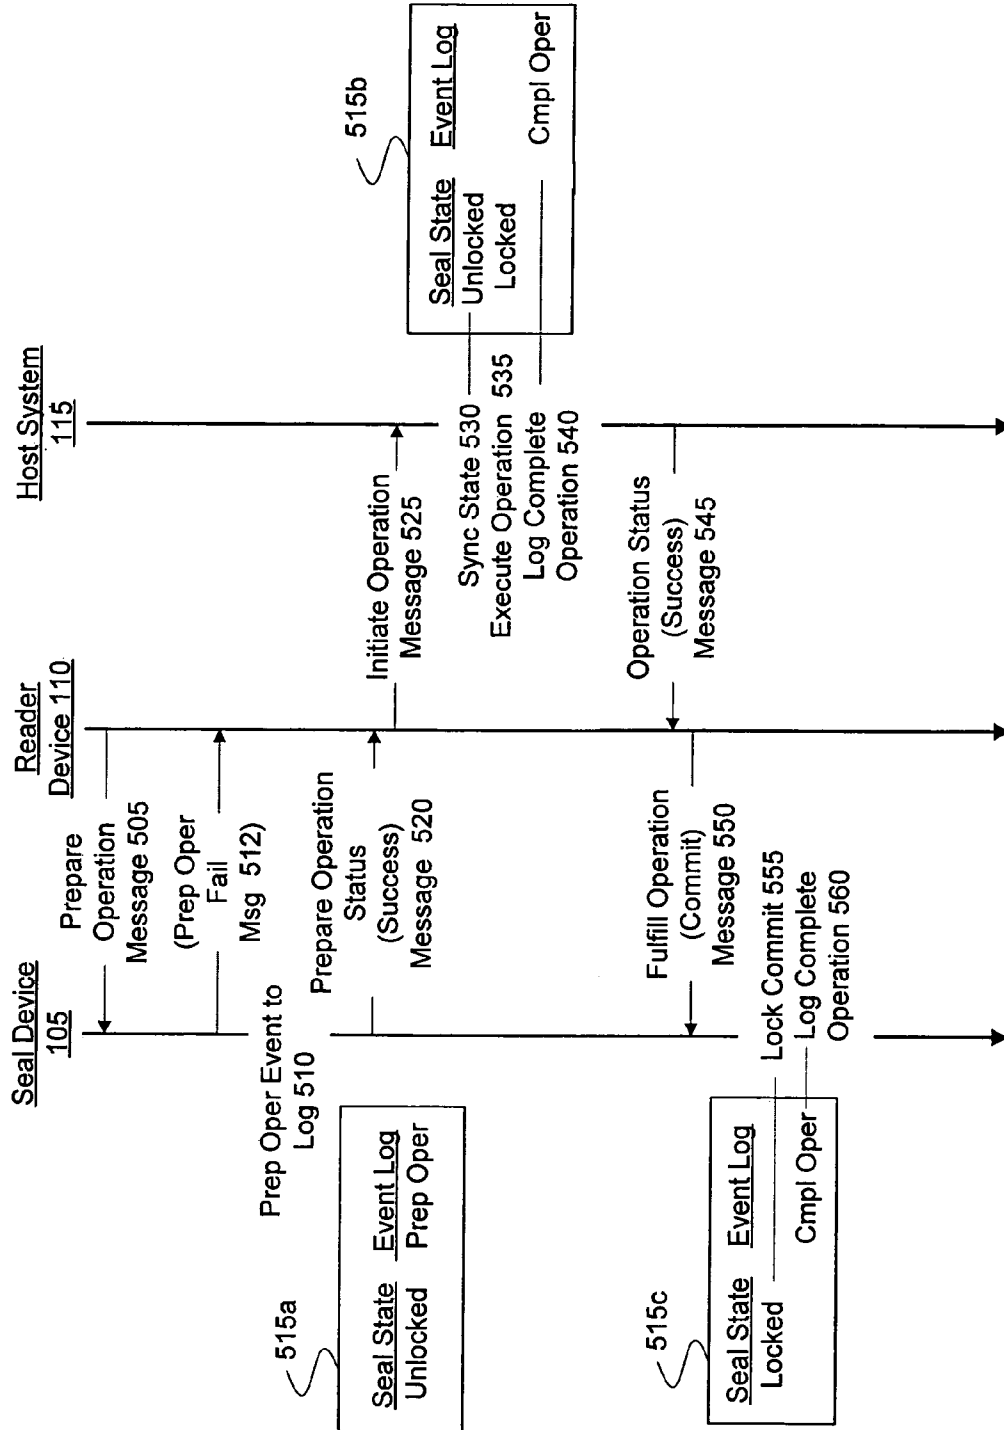 Seal Device
105
Reader
Device 110
Host System
115
Prepare
Operation
Message 505
(Prep Oper
Fail
Msg 512)
Prep Oper Event to
Log 510
515a
Seal State Event Log
Unlocked Prep Oper
Prepare Operation
Status
(Success)
Message 520
Initiate Operation
Message 525
Sync State 530
Execute Operation 535
Log Complete
Operation 540
515b
Seal State Event Log
Unlocked
Locked
Cmpl Oper
Operation Status
(Success)
Message 545
Fulfill Operation
(Commit)
Message 550
Lock Commit 555
Log Complete
Operation 560
515c
Seal State Event Log
Locked
Cmpl Oper